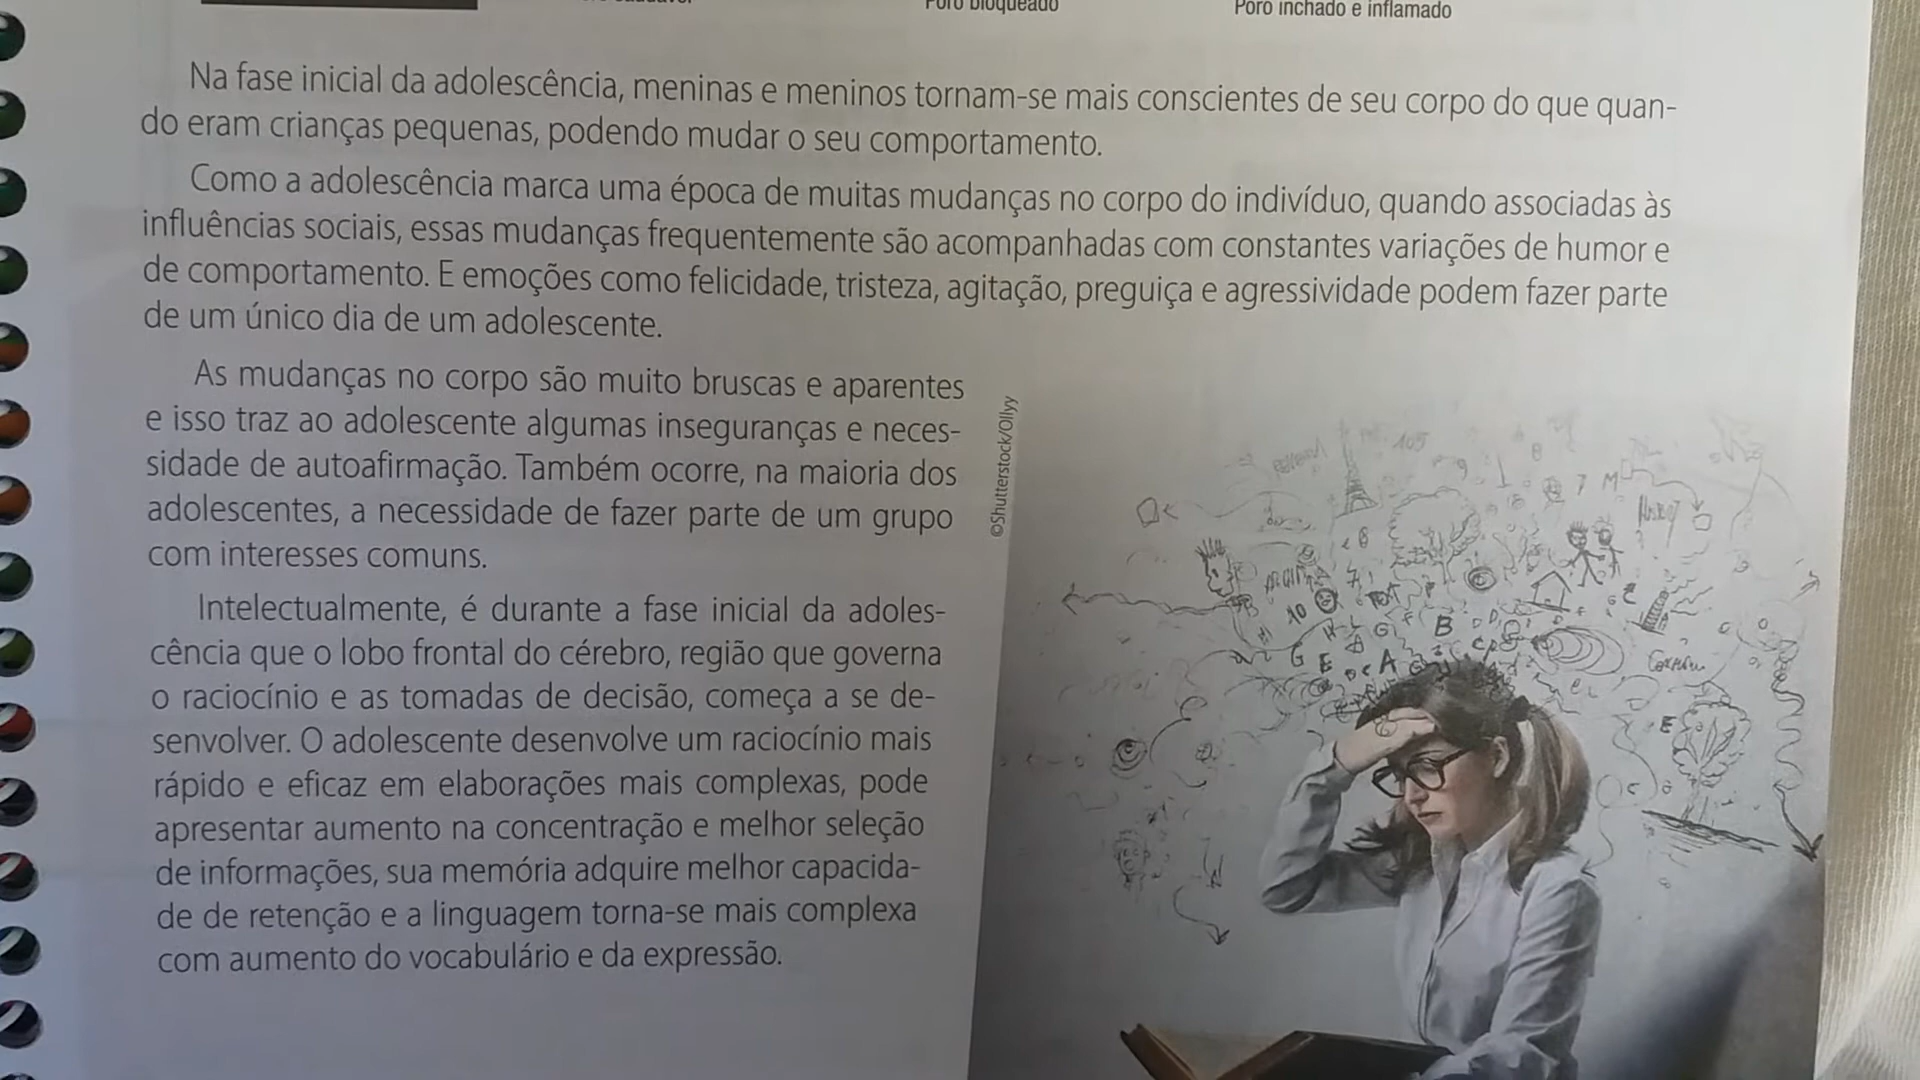 Poro bloqueado
Poro inchado e inflamado
Na fase inicial da adolescência, meninas e meninos tornam-se mais conscientes de seu corpo do que quan-
do eram crianças pequenas, podendo mudar o seu comportamento.
Como a adolescência marca uma época de muitas mudanças no corpo do indivíduo, quando associadas às
influências sociais, essas mudanças frequentemente são acompanhadas com constantes variações de humor e
de comportamento. E emoções como felicidade, tristeza, agitação, preguiça e agressividade podem fazer parte
de um único dia de um adolescente.
As mudanças no corpo são muito bruscas e aparentes
e isso traz ao adolescente algumas inseguranças e neces-
sidade de autoafirmação. Também ocorre, na maioria dos
adolescentes, a necessidade de fazer parte de um grupo
com interesses comuns.
Intelectualmente, é durante a fase inicial da adoles-
cência que o lobo frontal do cérebro, região que governa
o raciocínio e as tomadas de decisão, começa a se de-
senvolver. O adolescente desenvolve um raciocínio mais
rápido e eficaz em elaborações mais complexas, pode
apresentar aumento na concentração e melhor seleção
de informações, sua memória adquire melhor capacida-
de de retenção e a linguagem torna-se mais complexa
com aumento do vocabulário e da expressão.
©Shutterstock/Ollyy